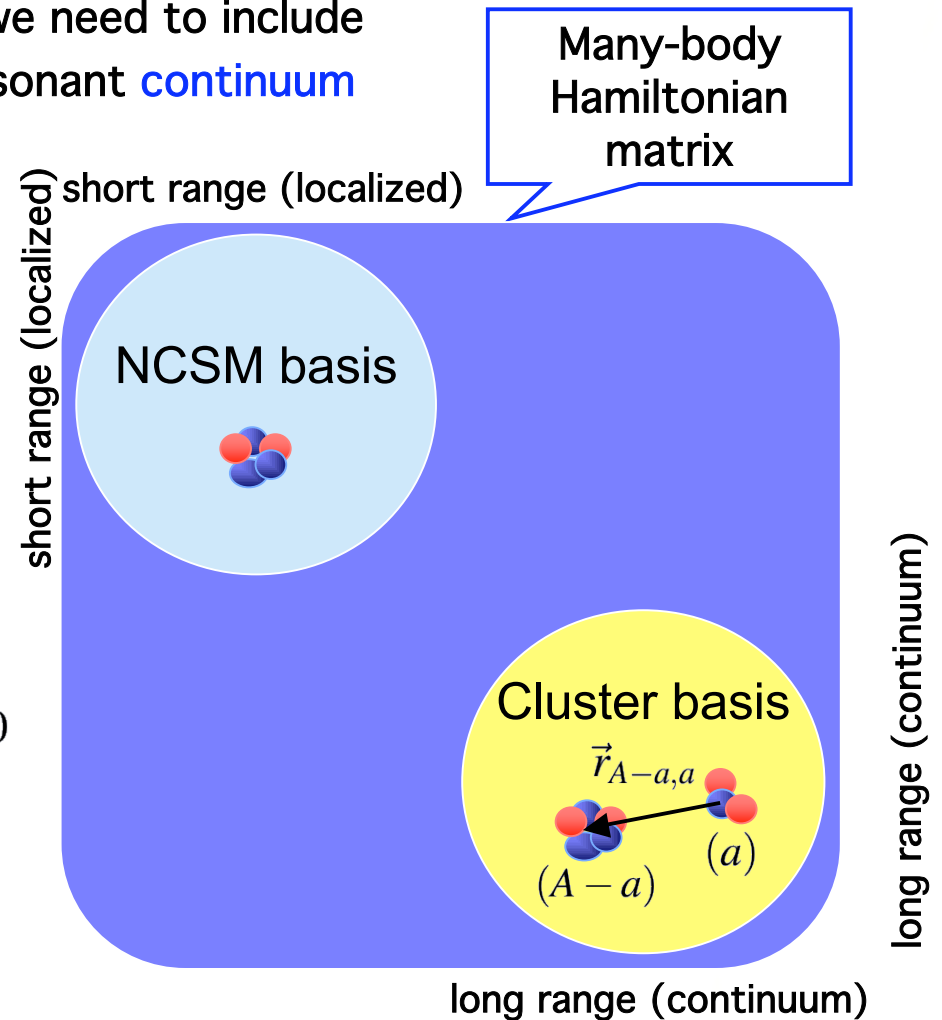 we need to include
sonant continuum
Many-body
Hamiltonian
matrix
short range (localized)
short range (localized)
NCSM basis
Cluster basis
$\vec{r}_{A-a,a}$
(a)
(A − a)
)
long range (continuum)
long range (continuum)